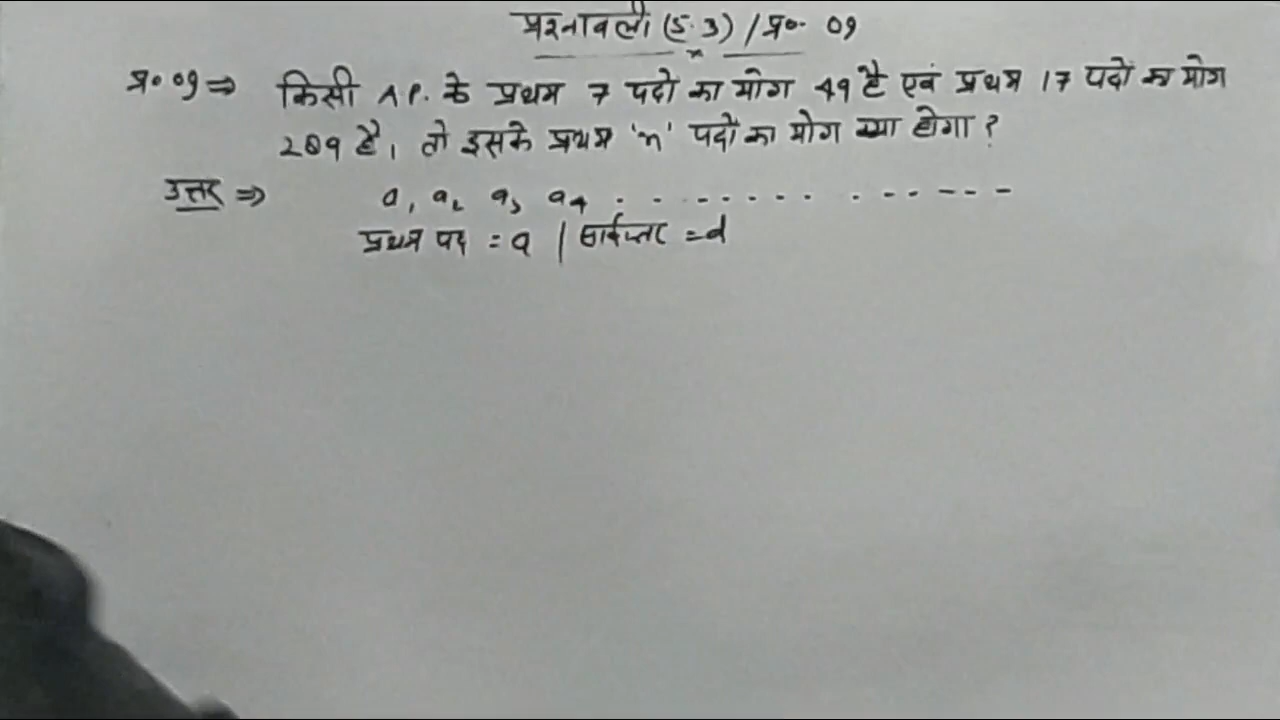 प्रश्नावली (5.3) / प्र०. 09
प्र. 09 ⇒ किसी A P. के प्रथम 7 पदो का योग 49 है एवं प्रथम 17 पदो का योग
289 है, तो इसके प्रथम 'n' पदों का योग क्या होगा ?
उत्तर ⇒ a₁ a₂ a₃ a₄ . . - - - - . . . . - - - - -
प्रथम पद = a / सार्वान्तर = d